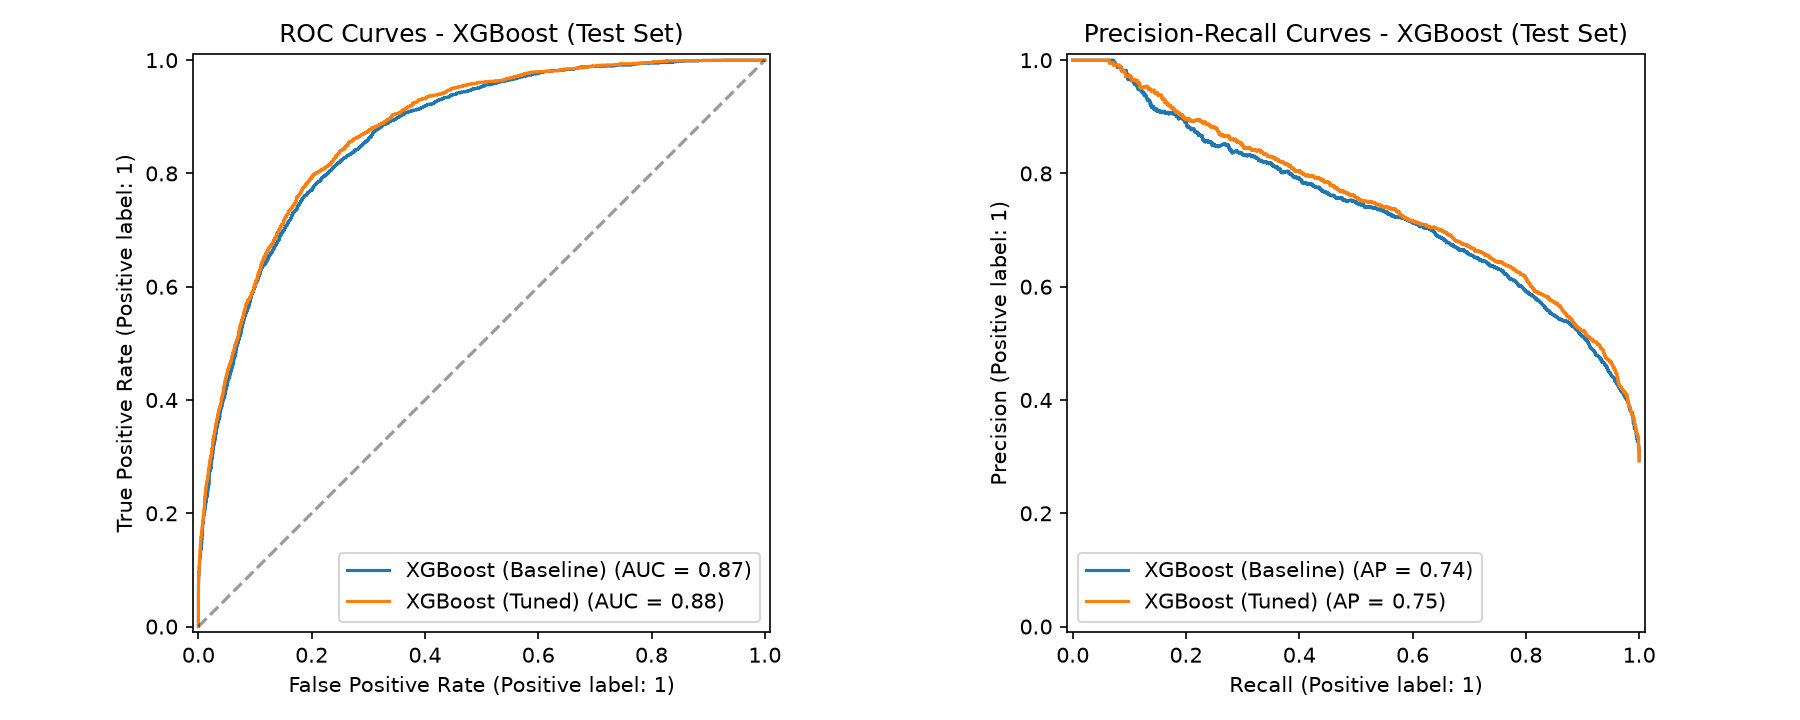 ROC Curves - XGBoost (Test Set)
True Positive Rate (Positive label: 1)
1.0
0.8
0.6
0.4
0.2
0.0
XGBoost (Baseline) (AUC = 0.87)
XGBoost (Tuned) (AUC = 0.88)
0.0 0.2 0.4 0.6 0.8 1.0
False Positive Rate (Positive label: 1)
Precision-Recall Curves - XGBoost (Test Set)
Precision (Positive label: 1)
1.0
0.8
0.6
0.4
0.2
0.0
XGBoost (Baseline) (AP = 0.74)
XGBoost (Tuned) (AP = 0.75)
0.0 0.2 0.4 0.6 0.8 1.0
Recall (Positive label: 1)